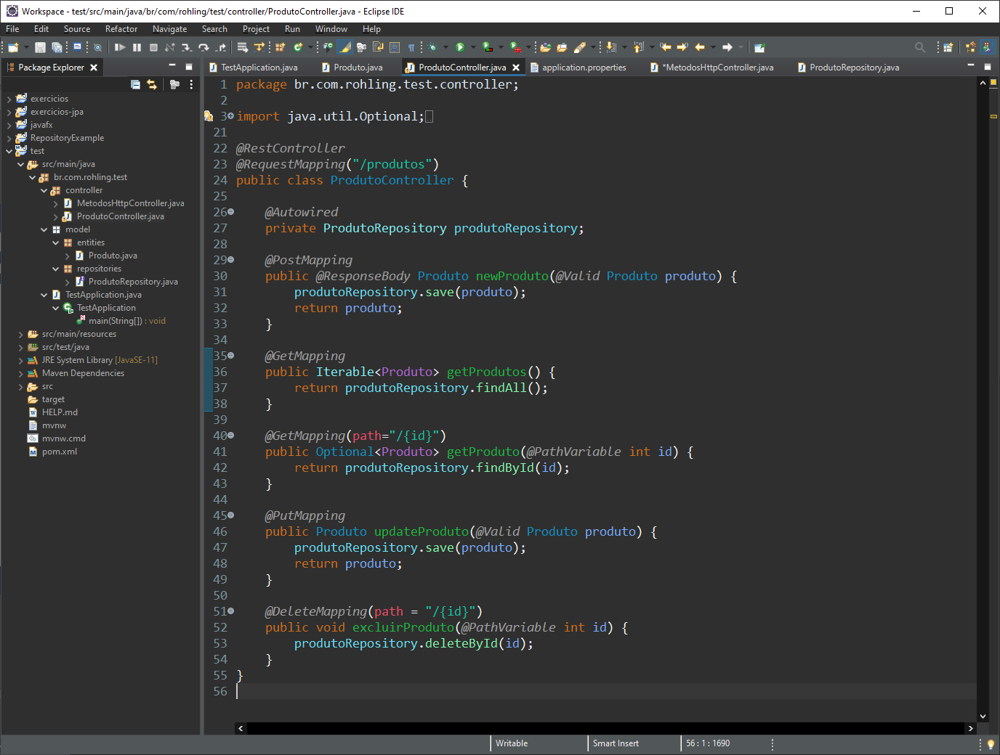 Workspace - test/src/main/java/br/com/rohling/test/controller/ProdutoController.java - Eclipse IDE
File Edit Source Refactor Navigate Search Project Run Window Help
Package Explorer
TestApplication.java Produto.java ProdutoController.java application.properties *MetodosHttpController.java ProdutoRepository.java
exercicios
exercicios-jpa
javafx
RepositoryExample
test
src/main/java
br.com.rohling.test
controller
MetodosHttpController.java
ProdutoController.java
model
entities
Produto.java
repositories
ProdutoRepository.java
TestApplication.java
TestApplication
main(String[]) : void
src/main/resources
src/test/java
JRE System Library [JavaSE-11]
Maven Dependencies
src
target
HELP.md
mvnw
mvnw.cmd
pom.xml
1 package br.com.rohling.test.controller;
2
3 import java.util.Optional;
21
22 @RestController
23 @RequestMapping("/produtos")
24 public class ProdutoController {
25
26 @Autowired
27 private ProdutoRepository produtoRepository;
28
29 @PostMapping
30 public @ResponseBody Produto newProduto(@Valid Produto produto) {
31 produtoRepository.save(produto);
32 return produto;
33 }
34
35 @GetMapping
36 public Iterable<Produto> getProdutos() {
37 return produtoRepository.findAll();
38 }
39
40 @GetMapping(path="/{id}")
41 public Optional<Produto> getProduto(@PathVariable int id) {
42 return produtoRepository.findById(id);
43 }
44
45 @PutMapping
46 public Produto updateProduto(@Valid Produto produto) {
47 produtoRepository.save(produto);
48 return produto;
49 }
50
51 @DeleteMapping(path = "/{id}")
52 public void excluirProduto(@PathVariable int id) {
53 produtoRepository.deleteById(id);
54 }
55 }
56
Writable Smart Insert 56 : 1 : 1690